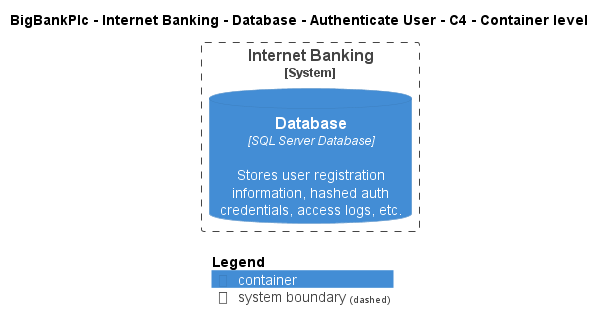 BigBankPlc - Internet Banking - Database - Authenticate User - C4 - Container level
Internet Banking
[System]
Database
[SQL Server Database]
Stores user registration
information, hashed auth
credentials, access logs, etc.
Legend
container
system boundary (dashed)